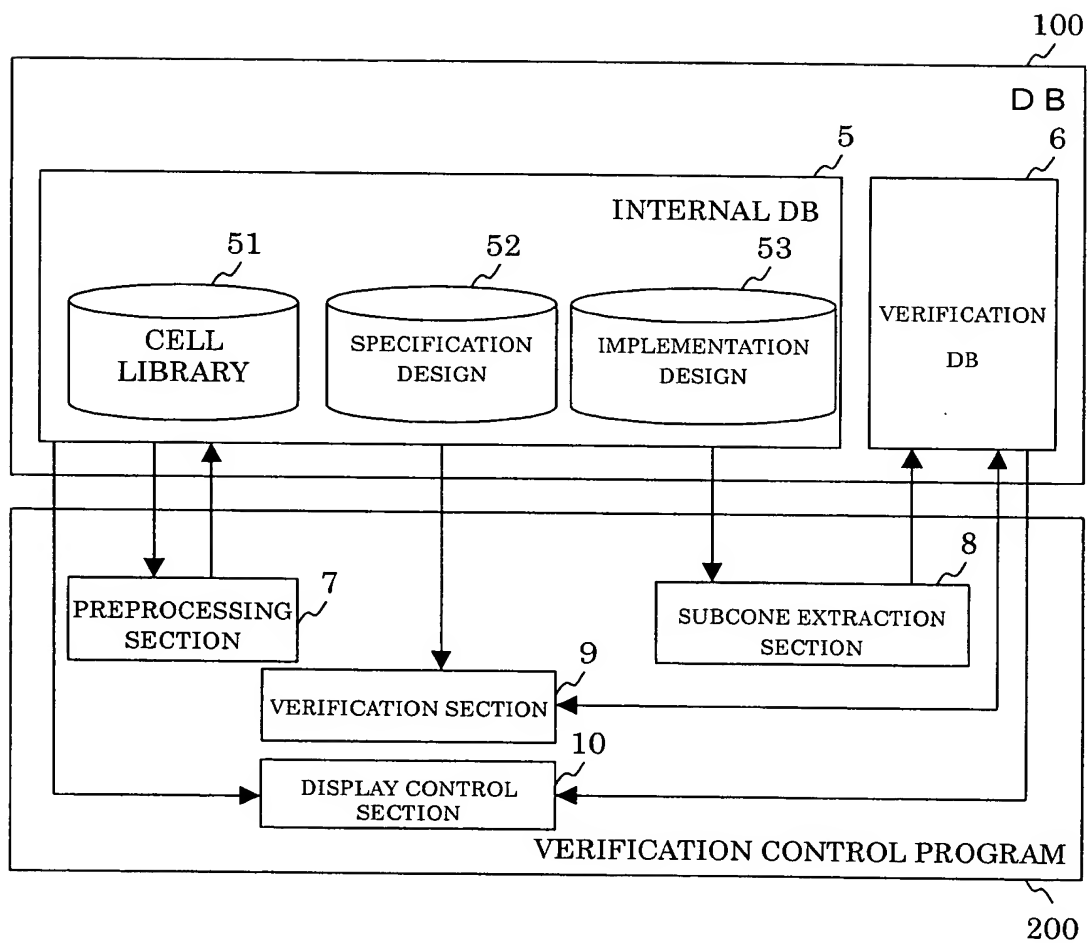 100
DB
5
6
INTERNAL DB
51
52
53
CELL
LIBRARY
SPECIFICATION
DESIGN
IMPLEMENTATION
DESIGN
VERIFICATION
DB
7
PREPROCESSING
SECTION
8
SUBCONE EXTRACTION
SECTION
9
VERIFICATION SECTION
10
DISPLAY CONTROL
SECTION
VERIFICATION CONTROL PROGRAM
200